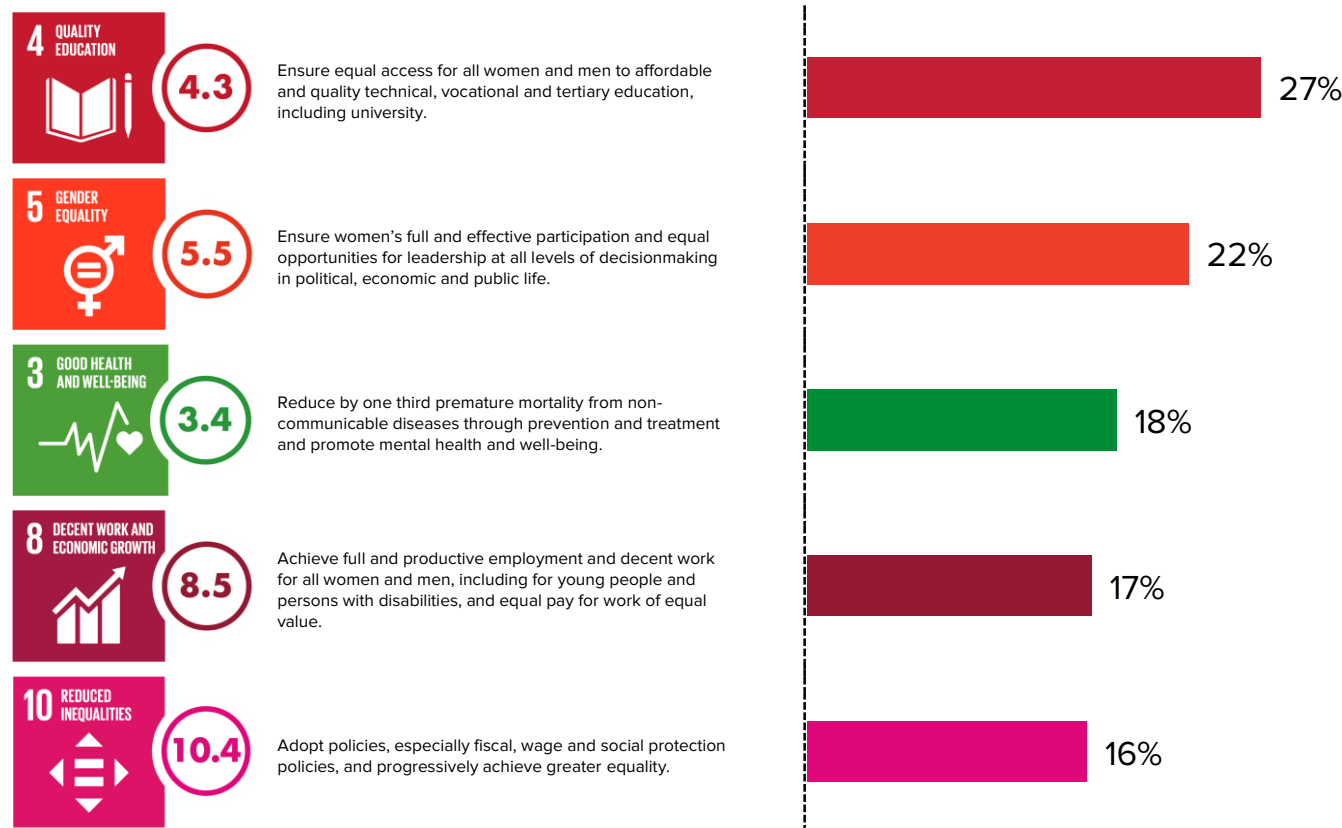 4 QUALITY
EDUCATION
4.3
Ensure equal access for all women and men to affordable
and quality technical, vocational and tertiary education,
including university.
27%
5 GENDER
EQUALITY
5.5
Ensure women’s full and effective participation and equal
opportunities for leadership at all levels of decisionmaking
in political, economic and public life.
22%
3 GOOD HEALTH
AND WELL-BEING
3.4
Reduce by one third premature mortality from non-
communicable diseases through prevention and treatment
and promote mental health and well-being.
18%
8 DECENT WORK AND
ECONOMIC GROWTH
8.5
Achieve full and productive employment and decent work
for all women and men, including for young people and
persons with disabilities, and equal pay for work of equal
value.
17%
10 REDUCED
INEQUALITIES
10.4
Adopt policies, especially fiscal, wage and social protection
policies, and progressively achieve greater equality.
16%